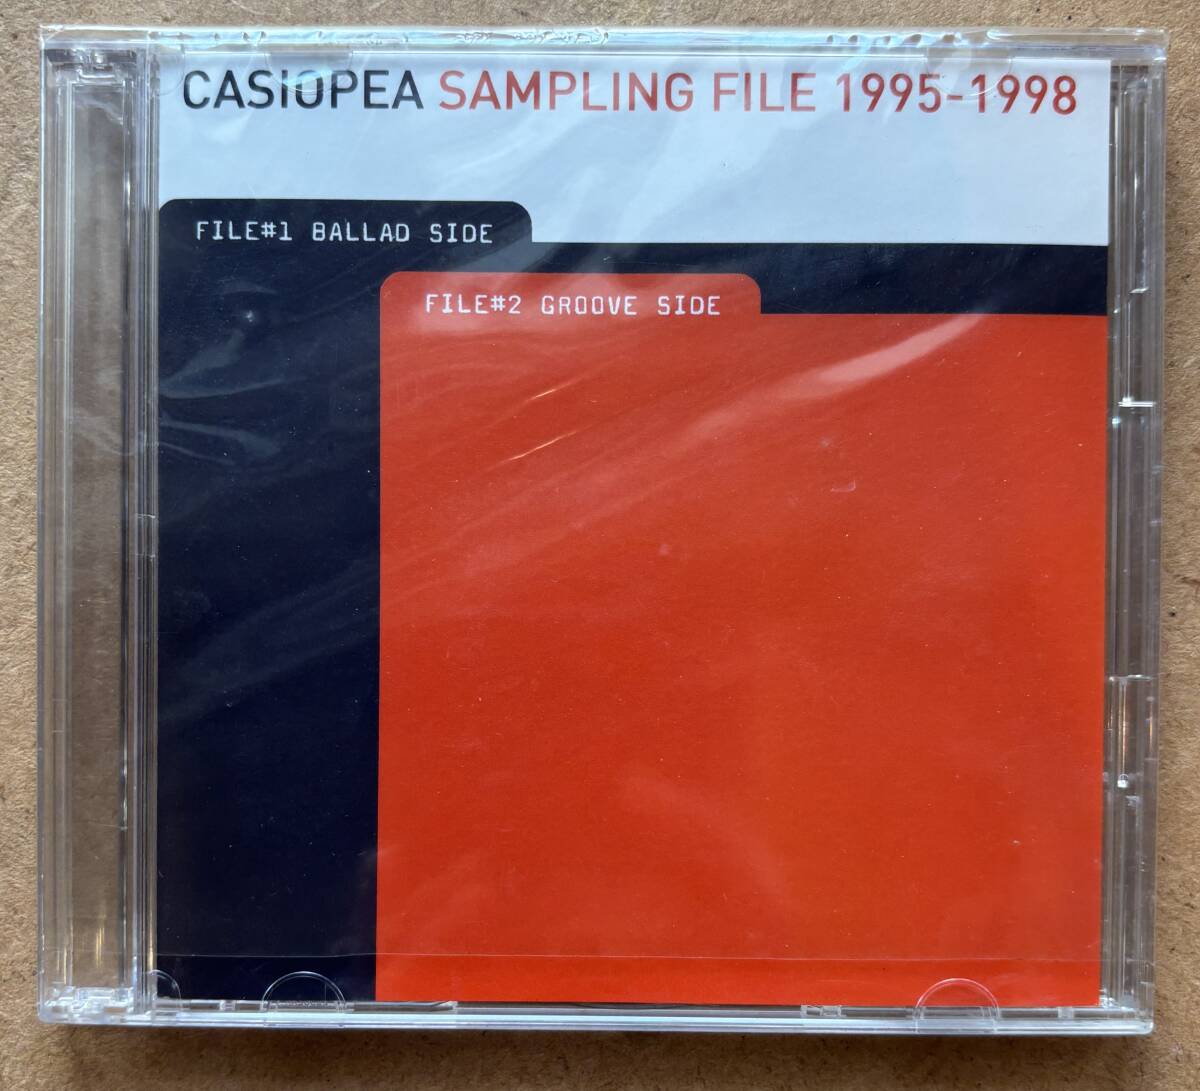 CASIOPEA SAMPLING FILE 1995-1998
FILE#1 BALLAD SIDE
FILE#2 GROOVE SIDE